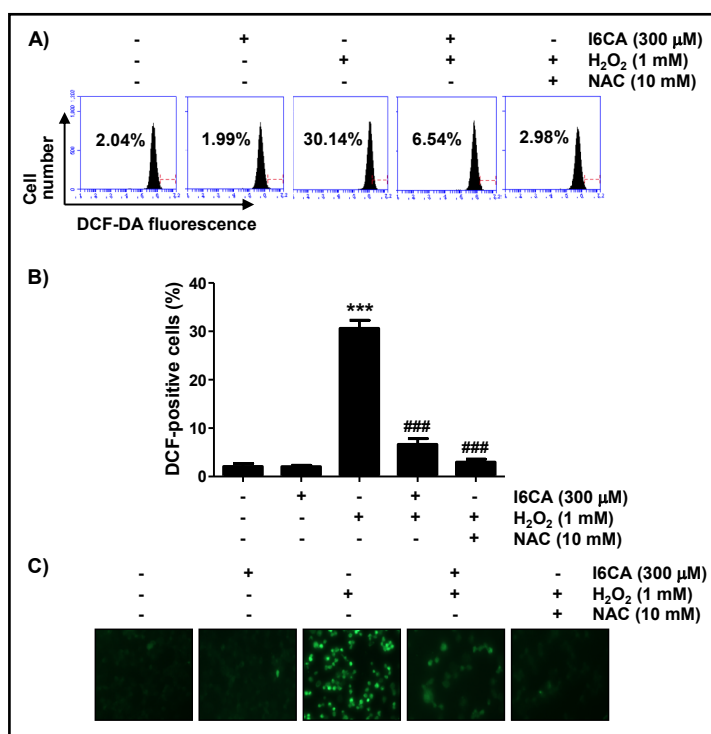 A)
- + - + - I6CA (300 µM)
- - + + + H₂O₂ (1 mM)
- - - - + NAC (10 mM)
2.04% 1.99% 30.14% 6.54% 2.98%
Cell number
DCF-DA fluorescence
B)
DCF-positive cells (%)
40
30
20
10
0
***
###
###
- + - + - I6CA (300 µM)
- - + + + H₂O₂ (1 mM)
- - - - + NAC (10 mM)
C)
- + - + - I6CA (300 µM)
- - + + + H₂O₂ (1 mM)
- - - - + NAC (10 mM)